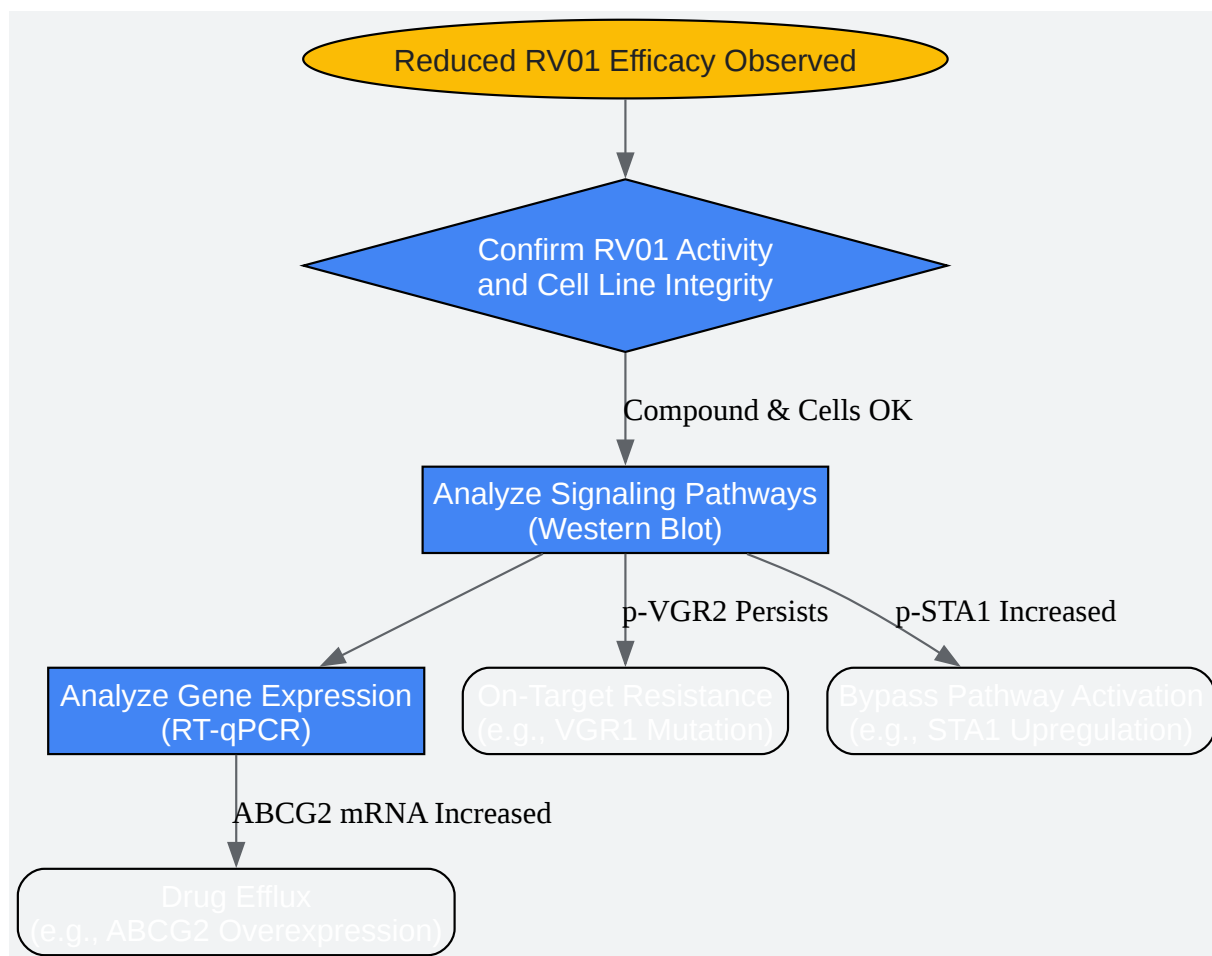 Reduced RV01 Efficacy Observed
Confirm RV01 Activity
and Cell Line Integrity
Compound & Cells OK
Analyze Signaling Pathways
(Western Blot)
p-VGR2 Persists
p-STA1 Increased
Analyze Gene Expression
(RT-qPCR)
On-Target Resistance
(e.g., VGR1 Mutation)
Bypass Pathway Activation
(e.g., STA1 Upregulation)
ABCG2 mRNA Increased
Drug Efflux
(e.g., ABCG2 Overexpression)